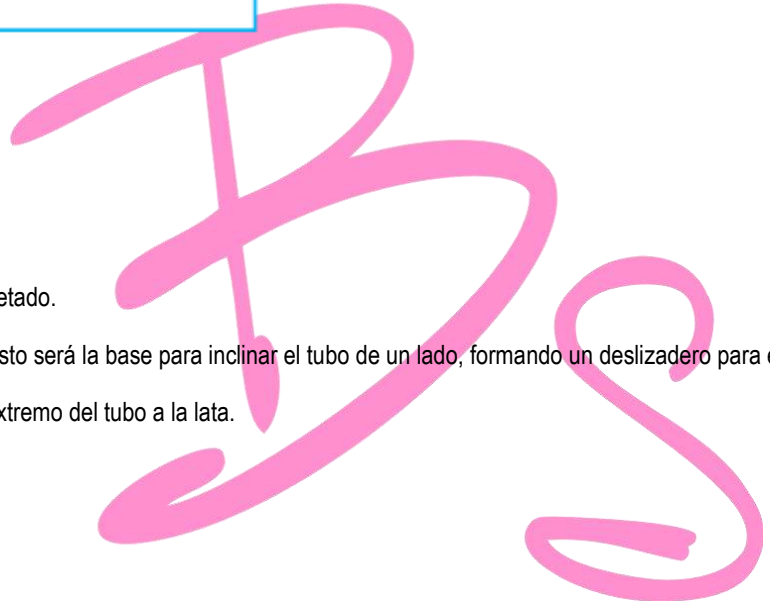 BS
etado.
sto será la base para inclinar el tubo de un lado, formando un deslizadero para e
xtremo del tubo a la lata.